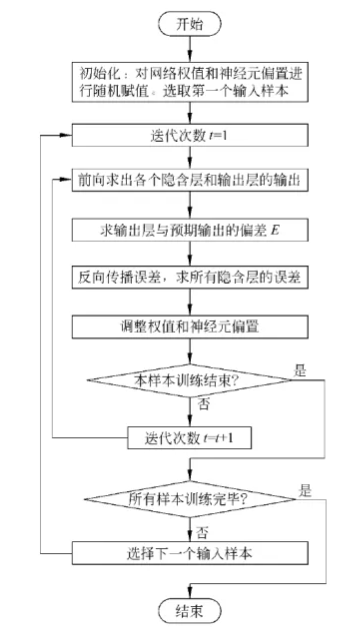 开始
初始化：对网络权值和神经元偏置进
行随机赋值。选取第一个输入样本
迭代次数t=1
前向求出各个隐含层和输出层的输出
求输出层与预期输出的偏差E
反向传播误差，求所有隐含层的误差
调整权值和神经元偏置
本样本训练结束?
是
否
迭代次数t=t+1
所有样本训练完毕?
是
否
选择下一个输入样本
结束